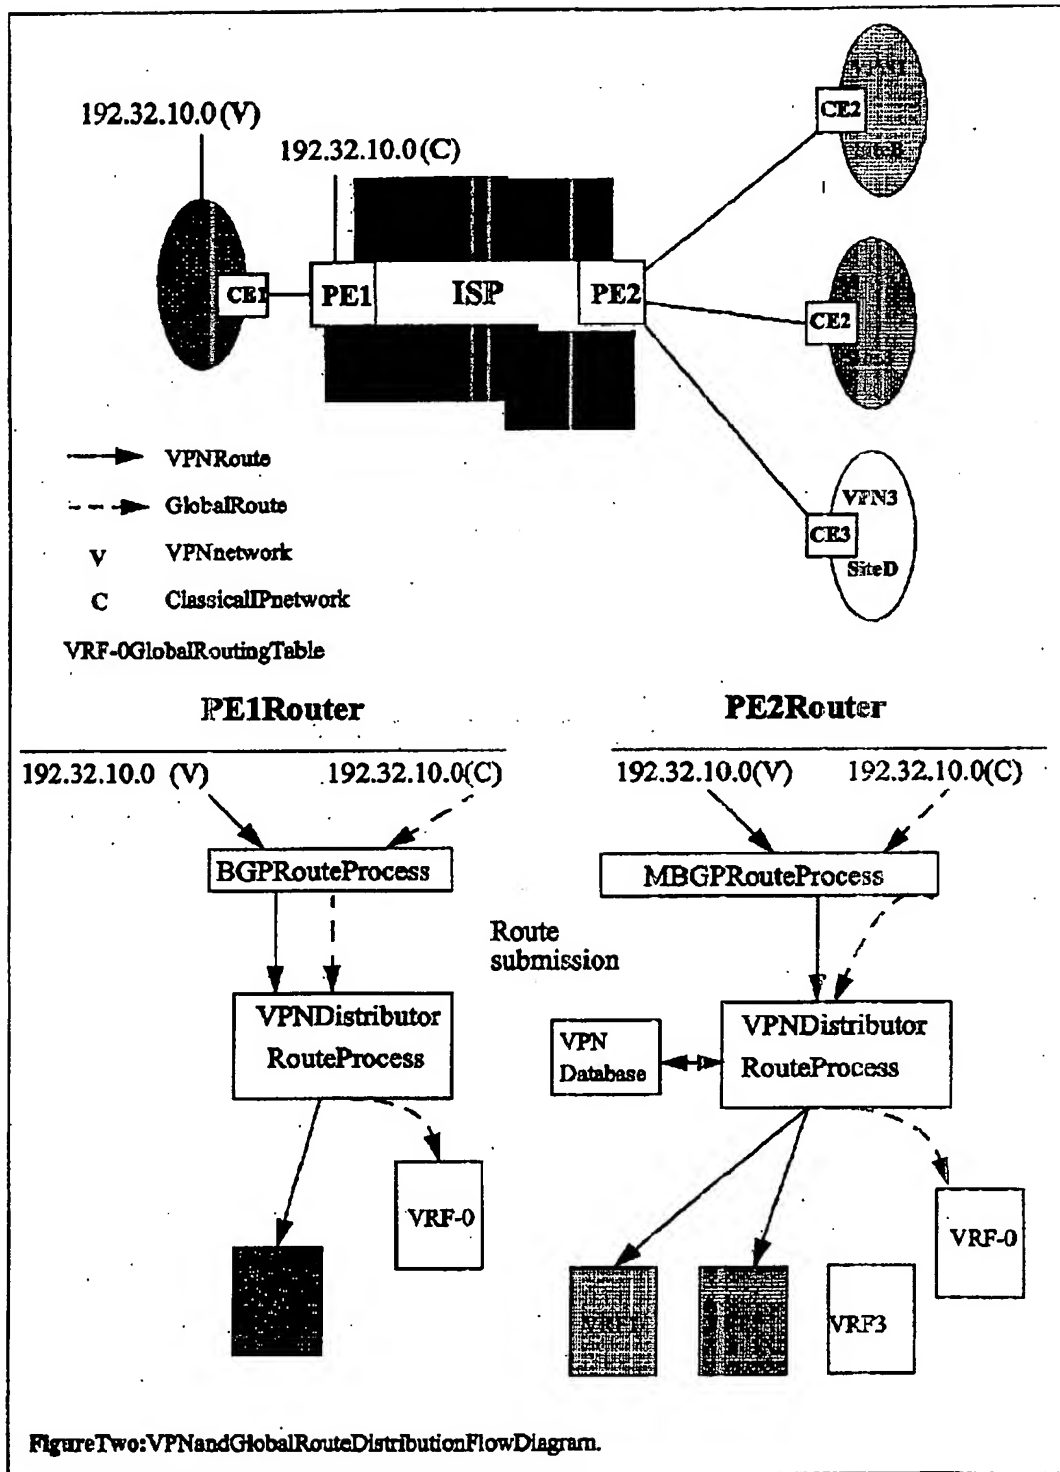 192.32.10.0 (V)
192.32.10.0 (C)
CE2
SiteB
CE1
PE1
ISP
PE2
CE2
VPN3
CE3
SiteD
VPNRoute
GlobalRoute
V VPNnetwork
C ClassicalIPnetwork
VRF-0GlobalRoutingTable
PE1Router
PE2Router
192.32.10.0 (V)
192.32.10.0(C)
192.32.10.0(V)
192.32.10.0(C)
BGPRouteProcess
MBGPRouteProcess
Route
submission
VPNDistributor
RouteProcess
VPN
Database
VPNDistributor
RouteProcess
VRF-0
VRF-0
VRF1
VRF3
FigureTwo:VPNandGlobalRouteDistributionFlowDiagram.